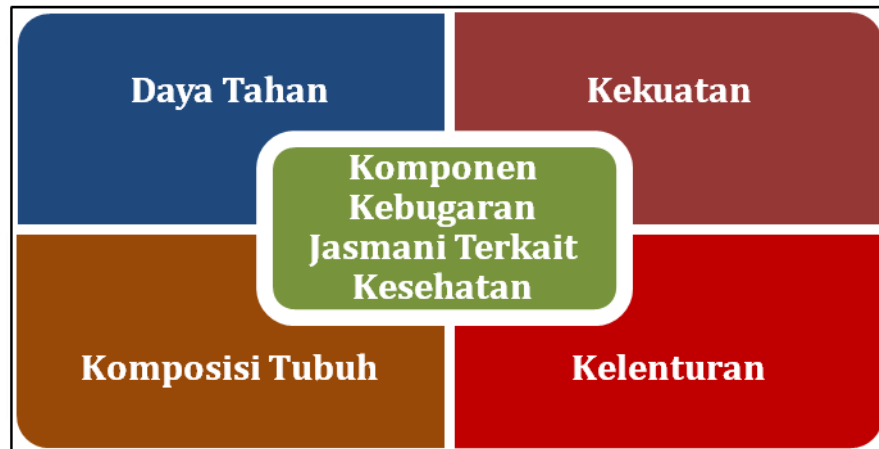 Daya Tahan
Kekuatan
Komponen
Kebugaran
Jasmani Terkait
Kesehatan
Komposisi Tubuh
Kelenturan